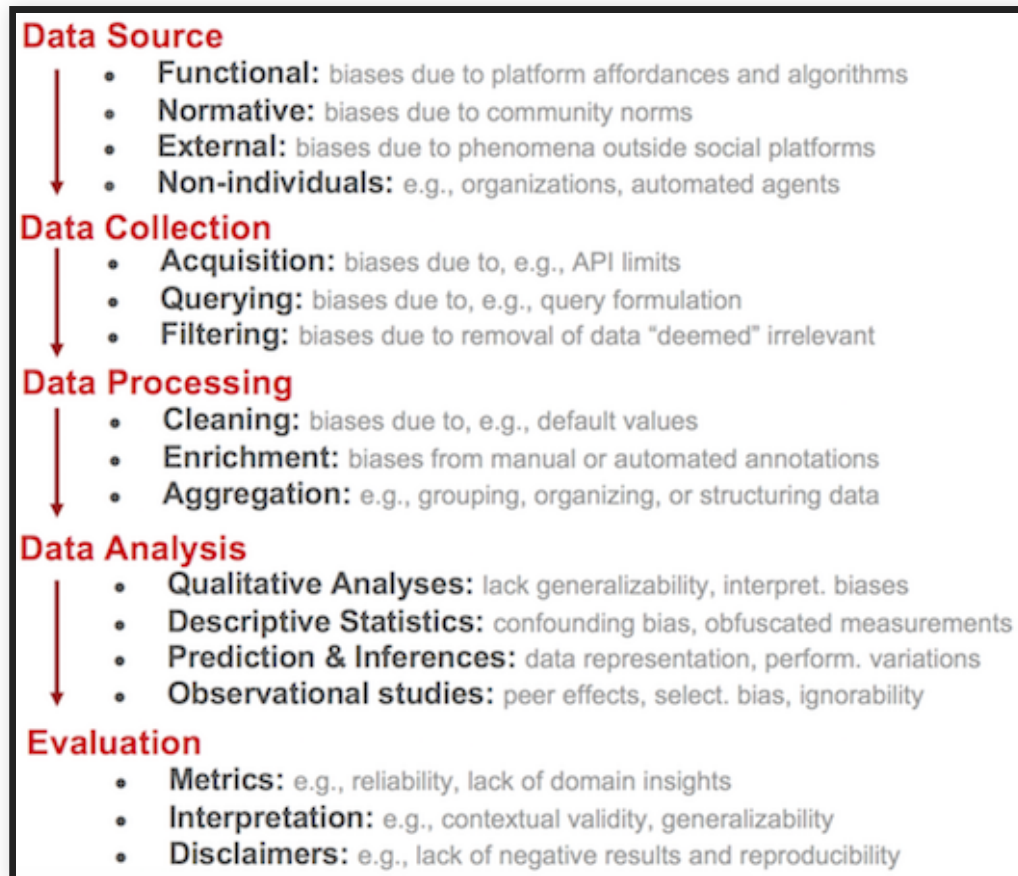 Data Source
• Functional: biases due to platform affordances and algorithms
• Normative: biases due to community norms
• External: biases due to phenomena outside social platforms
• Non-individuals: e.g., organizations, automated agents
Data Collection
• Acquisition: biases due to, e.g., API limits
• Querying: biases due to, e.g., query formulation
• Filtering: biases due to removal of data “deemed” irrelevant
Data Processing
• Cleaning: biases due to, e.g., default values
• Enrichment: biases from manual or automated annotations
• Aggregation: e.g., grouping, organizing, or structuring data
Data Analysis
• Qualitative Analyses: lack generalizability, interpret. biases
• Descriptive Statistics: confounding bias, obfuscated measurements
• Prediction & Inferences: data representation, perform. variations
• Observational studies: peer effects, select. bias, ignorability
Evaluation
• Metrics: e.g., reliability, lack of domain insights
• Interpretation: e.g., contextual validity, generalizability
• Disclaimers: e.g., lack of negative results and reproducibility